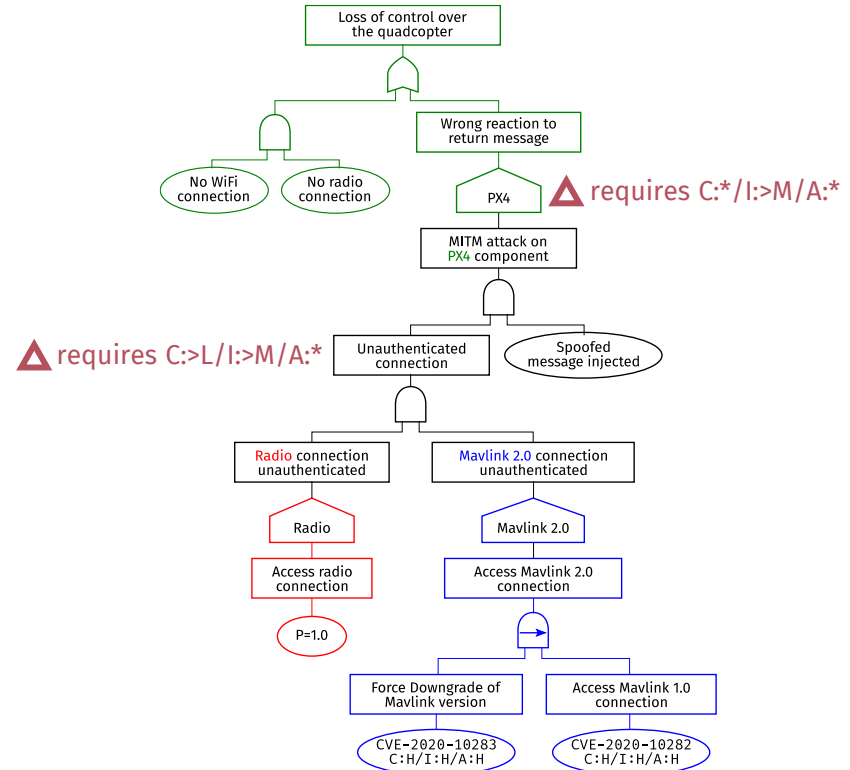 Loss of control over
the quadcopter
Wrong reaction to
return message
No WiFi
connection
No radio
connection
PX4
requires C:*/I:>M/A:*
MITM attack on
PX4 component
requires C:>L/I:>M/A:*
Unauthenticated
connection
Spoofed
message injected
Radio connection
unauthenticated
Mavlink 2.0 connection
unauthenticated
Radio
Mavlink 2.0
Access radio
connection
Access Mavlink 2.0
connection
P=1.0
Force Downgrade of
Mavlink version
Access Mavlink 1.0
connection
CVE-2020-10283
C:H/I:H/A:H
CVE-2020-10282
C:H/I:H/A:H